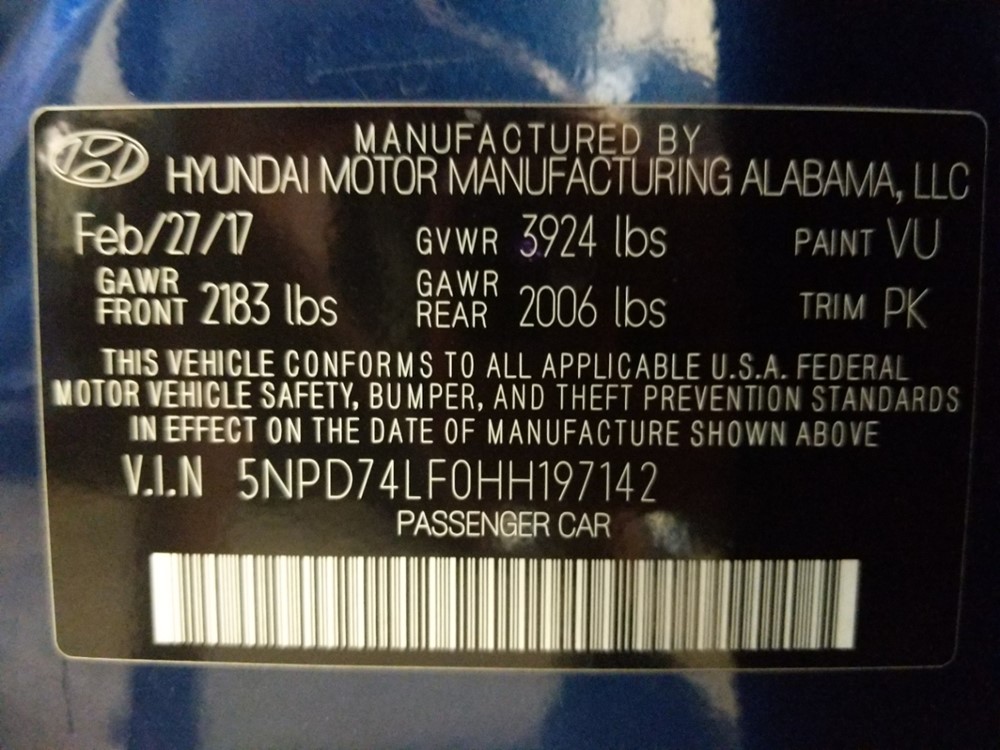 MANUFACTURED BY
HYUNDAI MOTOR MANUFACTURING ALABAMA, LLC
Feb/27/17 GVWR 3924 lbs PAINT VU
GAWR FRONT 2183 lbs GAWR REAR 2006 lbs TRIM PK
THIS VEHICLE CONFORMS TO ALL APPLICABLE U.S.A. FEDERAL
MOTOR VEHICLE SAFETY, BUMPER, AND THEFT PREVENTION STANDARDS
IN EFFECT ON THE DATE OF MANUFACTURE SHOWN ABOVE
V.I.N 5NPD74LF0HH197142
PASSENGER CAR